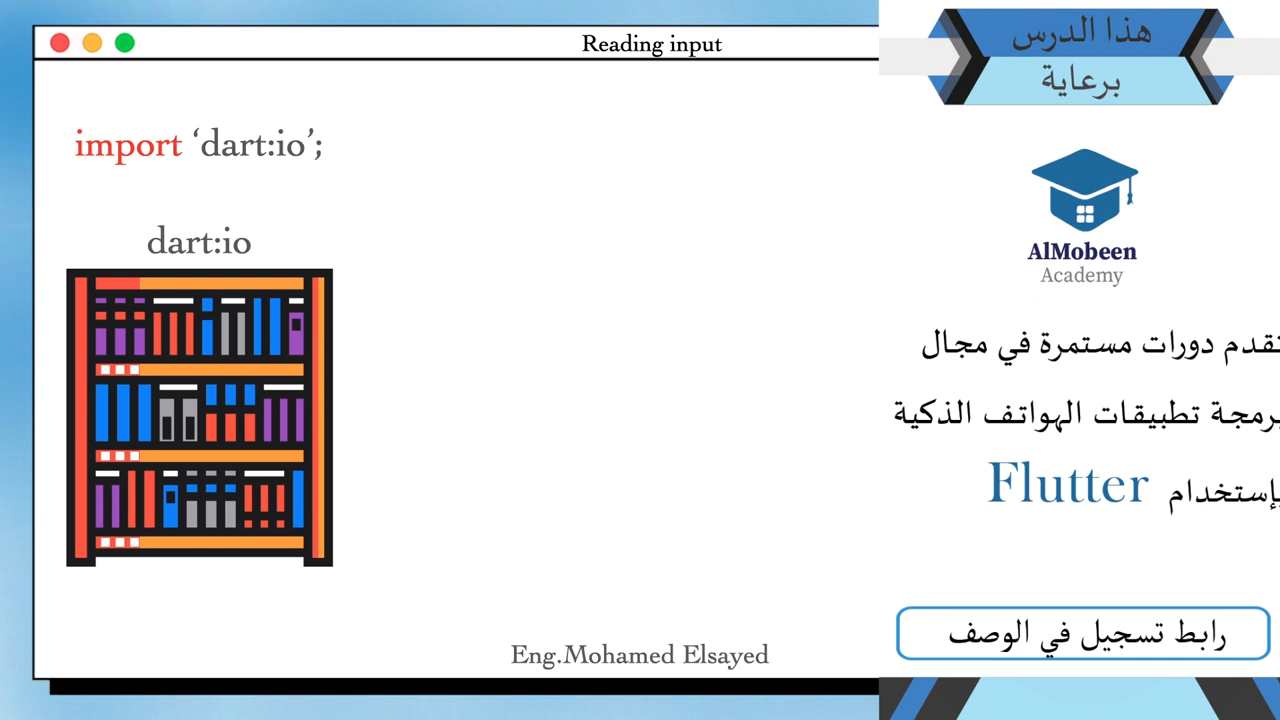 Reading input
import ‘dart:io’;
dart:io
Eng.Mohamed Elsayed
هذا الدرس
برعاية
AlMobeen
Academy
تقدم دورات مستمرة في مجال
برمجة تطبيقات الهواتف الذكية
بإستخدام Flutter
رابط تسجيل في الوصف